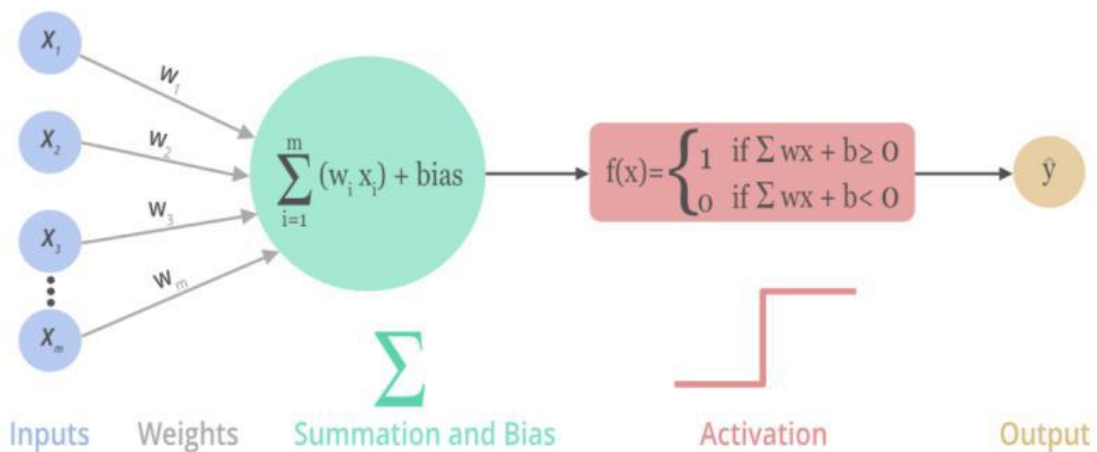 X₁
X₂
X₃
Xₘ
W₁
W₂
W₃
Wₘ
m
∑ (wᵢ xᵢ) + bias
i=1
f(x)= { 1 if ∑ wx + b ≥ 0
0 if ∑ wx + b < 0
ŷ
∑
Inputs Weights Summation and Bias Activation Output